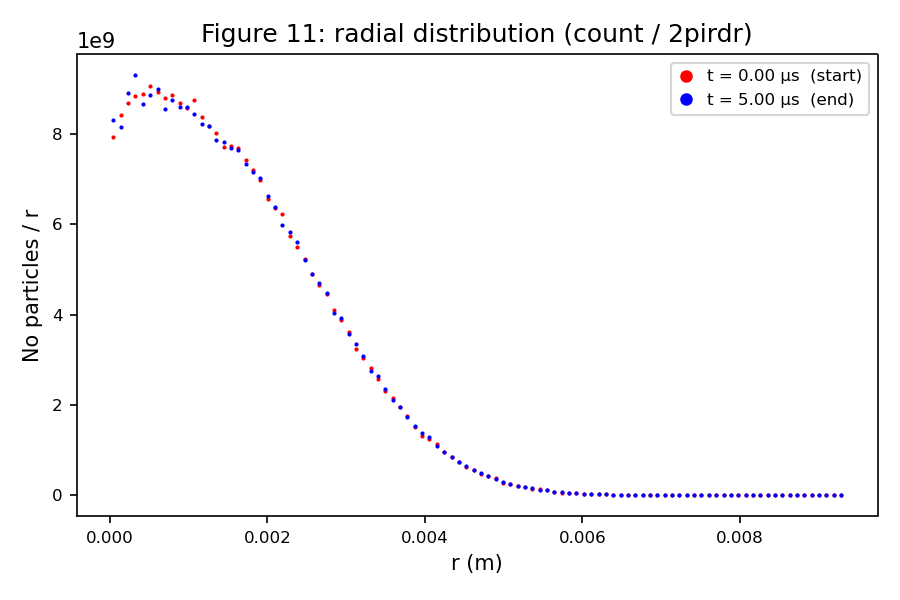 Figure 11: radial distribution (count / 2pirdr)
1e9
t = 0.00 μs (start)
t = 5.00 μs (end)
8
6
4
2
0
No particles / r
0.000 0.002 0.004 0.006 0.008
r (m)